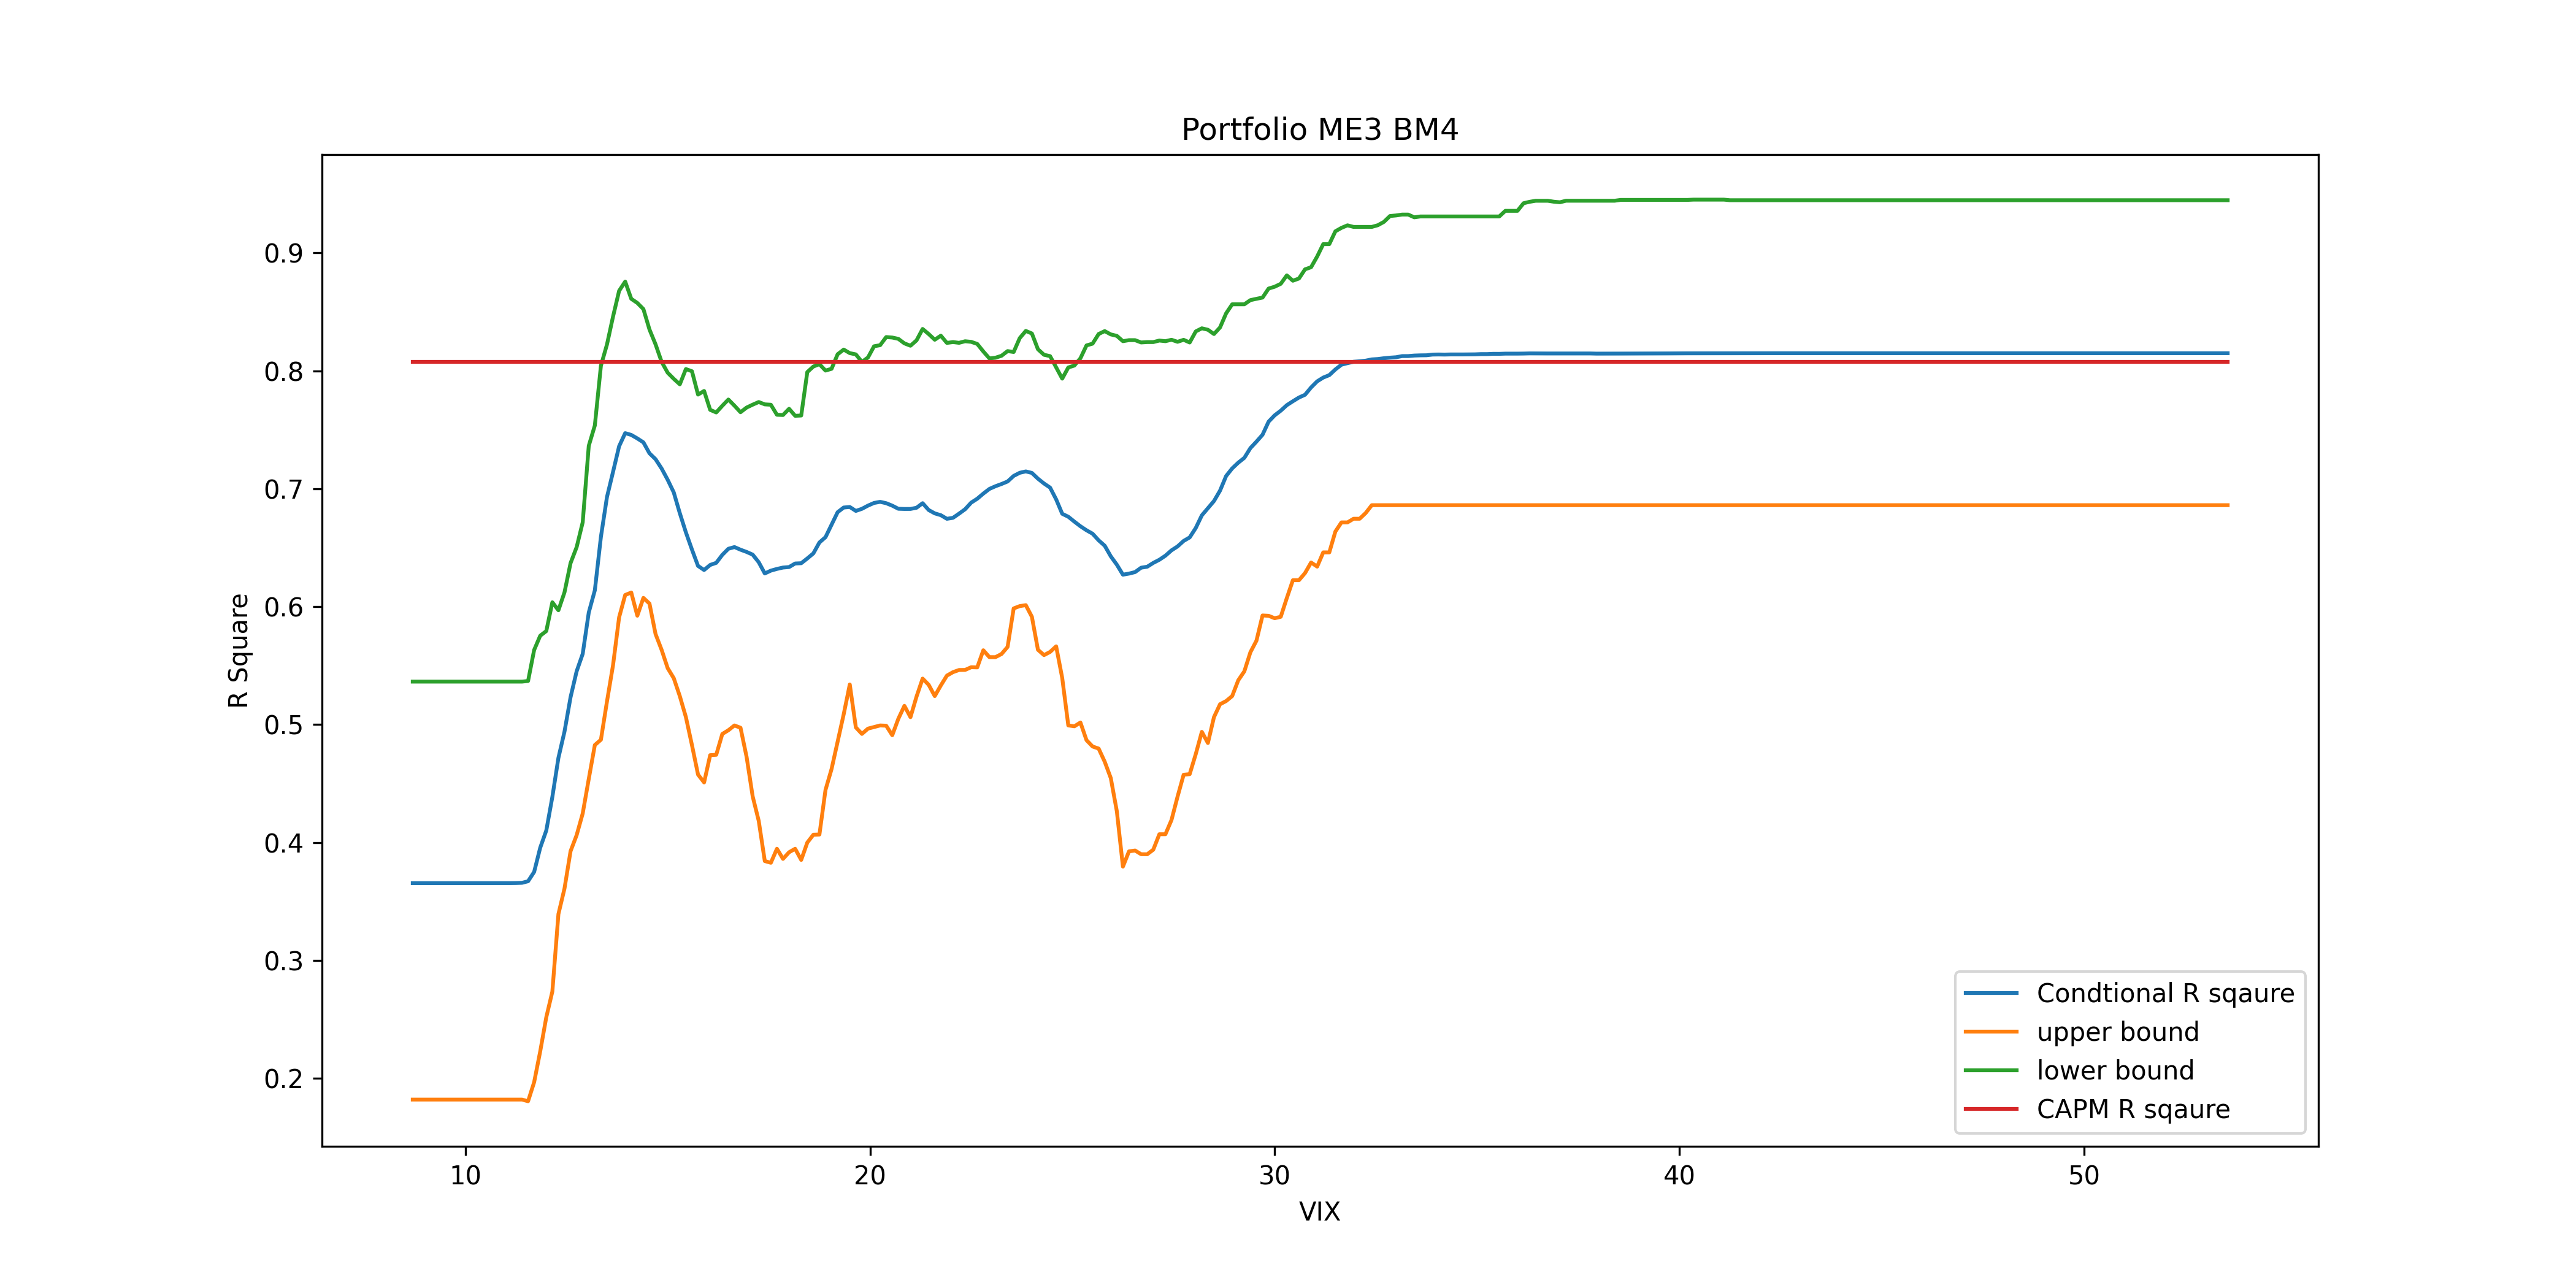 Portfolio ME3 BM4
R Square
0.9
0.8
0.7
0.6
0.5
0.4
0.3
0.2
10 20 30 40 50
VIX
Condtional R sqaure
upper bound
lower bound
CAPM R sqaure